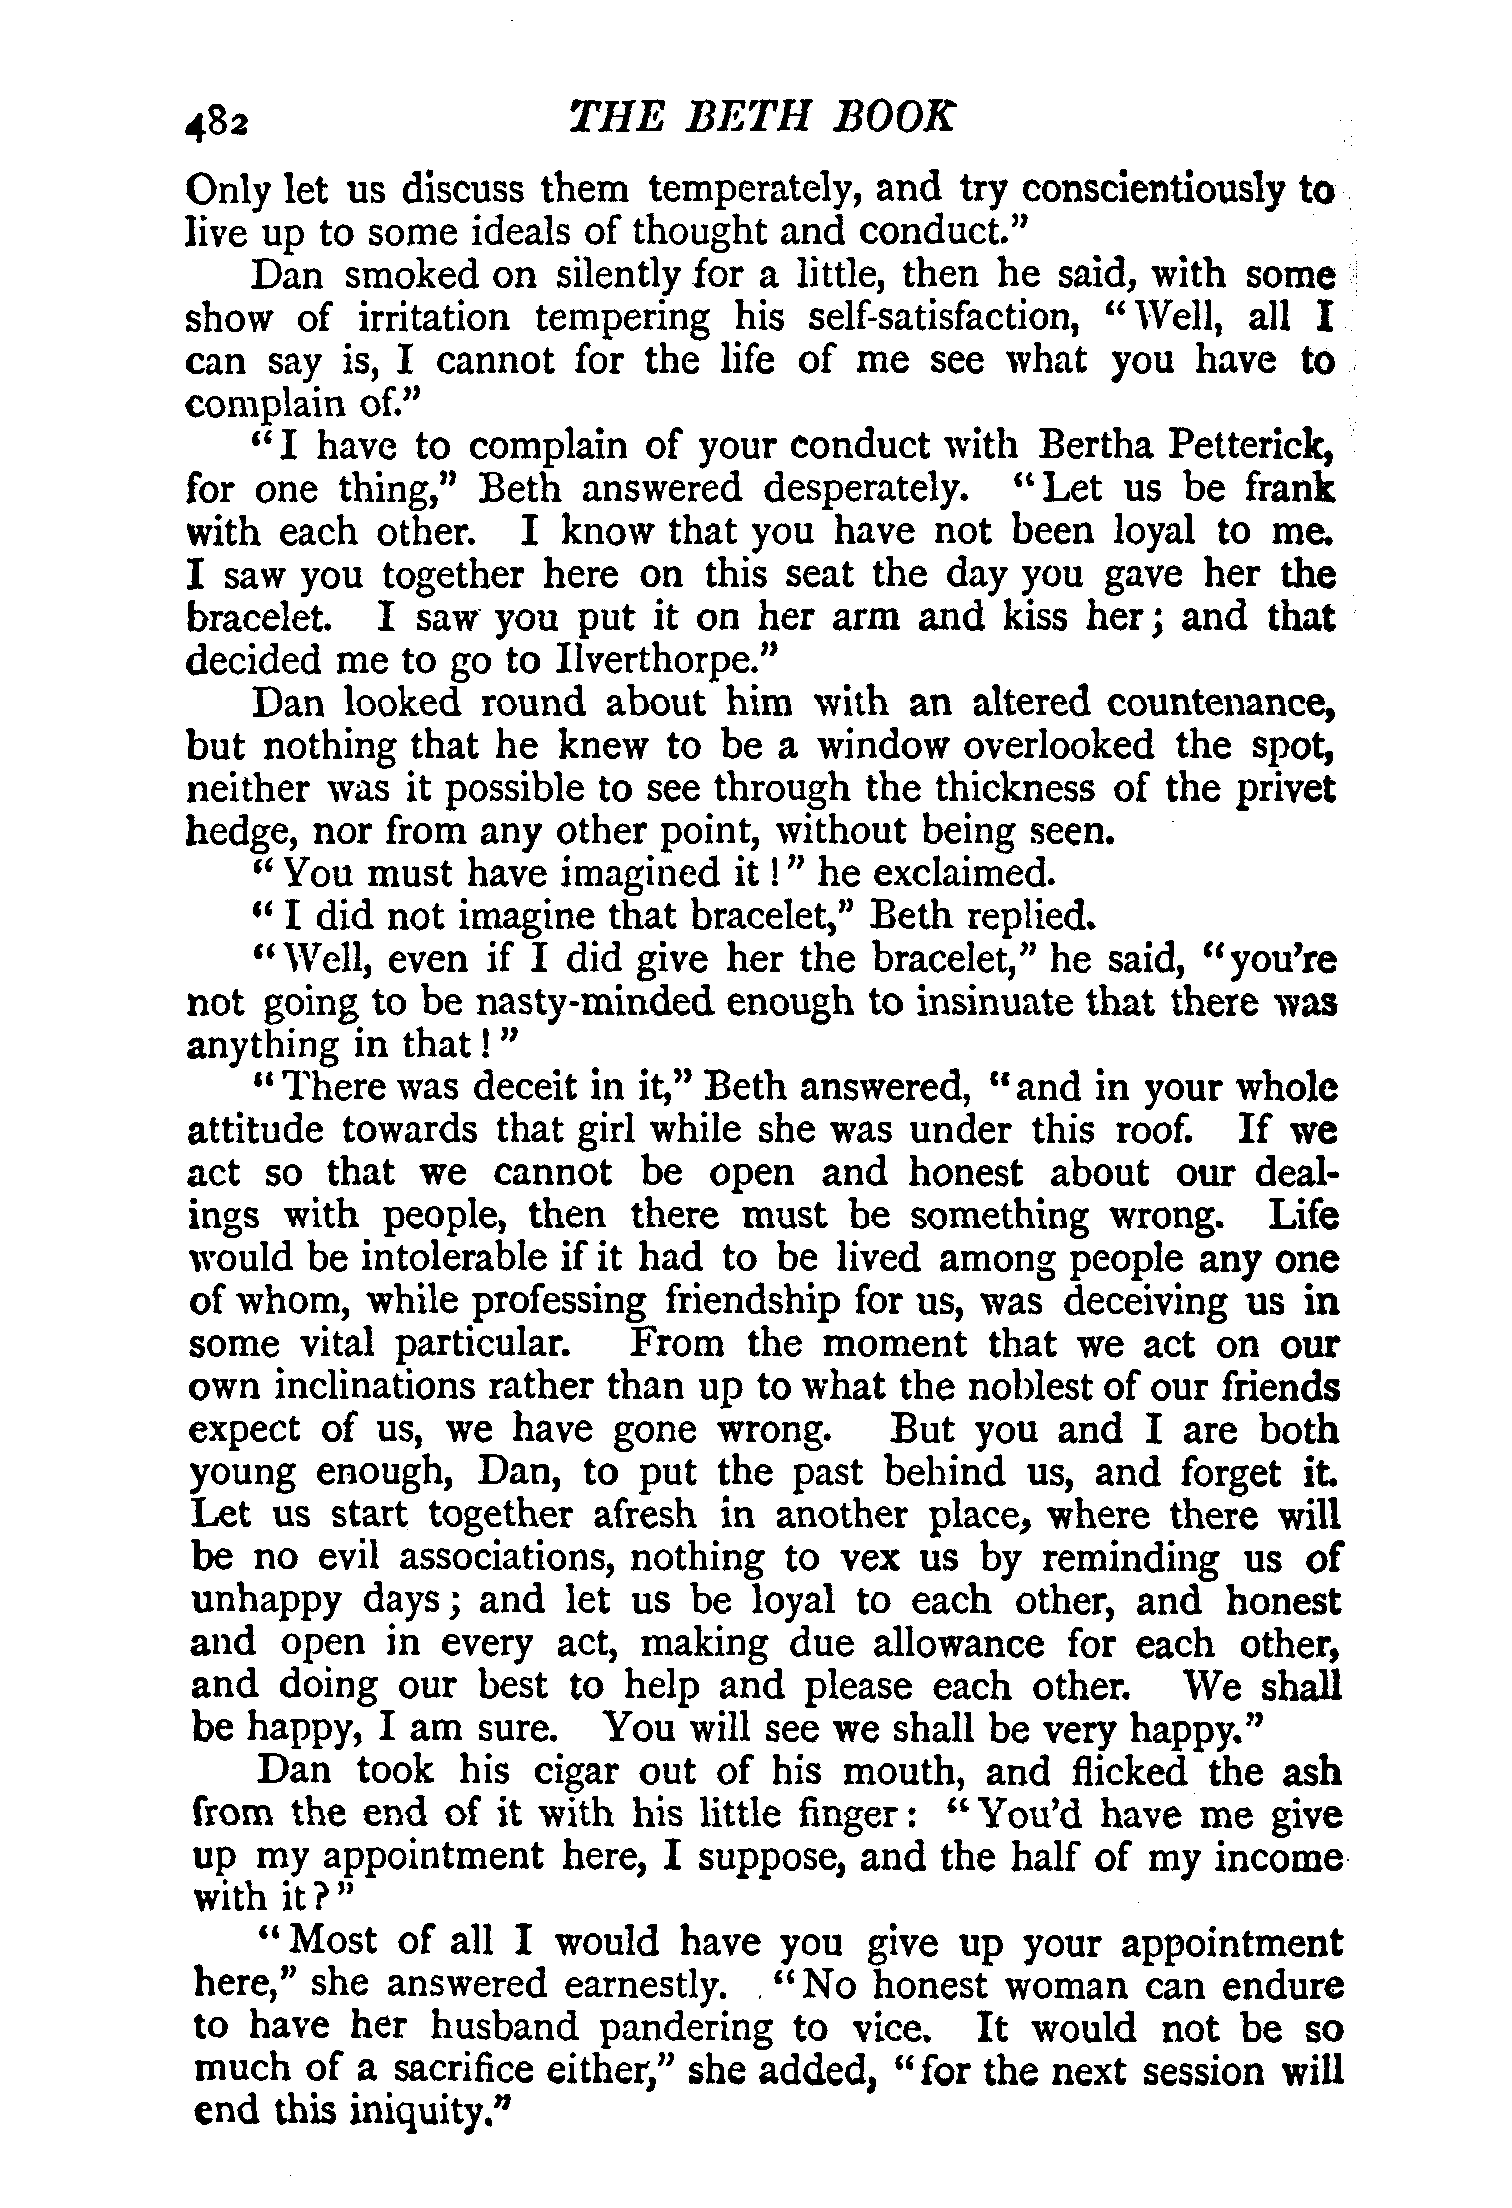 482 THE BETH BOOK
Only let us discuss them temperately, and try conscientiously to
live up to some ideals of thought and conduct.”
Dan smoked on silently for a little, then he said, with some
show of irritation tempering his self-satisfaction, “Well, all I
can say is, I cannot for the life of me see what you have to
complain of.”
“I have to complain of your conduct with Bertha Petterick,
for one thing,” Beth answered desperately. “Let us be frank
with each other. I know that you have not been loyal to me.
I saw you together here on this seat the day you gave her the
bracelet. I saw you put it on her arm and kiss her; and that
decided me to go to Ilverthorpe.”
Dan looked round about him with an altered countenance,
but nothing that he knew to be a window overlooked the spot,
neither was it possible to see through the thickness of the privet
hedge, nor from any other point, without being seen.
“You must have imagined it!” he exclaimed.
“I did not imagine that bracelet,” Beth replied.
“Well, even if I did give her the bracelet,” he said, “you’re
not going to be nasty-minded enough to insinuate that there was
anything in that!”
“There was deceit in it,” Beth answered, “and in your whole
attitude towards that girl while she was under this roof. If we
act so that we cannot be open and honest about our deal-
ings with people, then there must be something wrong. Life
would be intolerable if it had to be lived among people any one
of whom, while professing friendship for us, was deceiving us in
some vital particular. From the moment that we act on our
own inclinations rather than up to what the noblest of our friends
expect of us, we have gone wrong. But you and I are both
young enough, Dan, to put the past behind us, and forget it.
Let us start together afresh in another place, where there will
be no evil associations, nothing to vex us by reminding us of
unhappy days; and let us be loyal to each other, and honest
and open in every act, making due allowance for each other,
and doing our best to help and please each other. We shall
be happy, I am sure. You will see we shall be very happy.”
Dan took his cigar out of his mouth, and flicked the ash
from the end of it with his little finger: “You’d have me give
up my appointment here, I suppose, and the half of my income
with it?”
“Most of all I would have you give up your appointment
here,” she answered earnestly. “No honest woman can endure
to have her husband pandering to vice. It would not be so
much of a sacrifice either,” she added, “for the next session will
end this iniquity.”